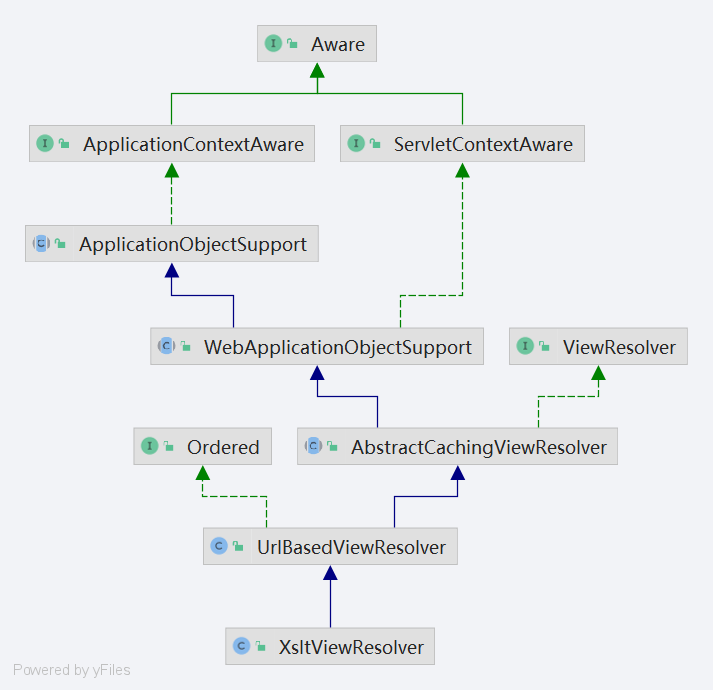 Aware
ApplicationContextAware
ServletContextAware
ApplicationObjectSupport
WebApplicationObjectSupport
ViewResolver
Ordered
AbstractCachingViewResolver
UrlBasedViewResolver
XsltViewResolver
Powered by yFiles